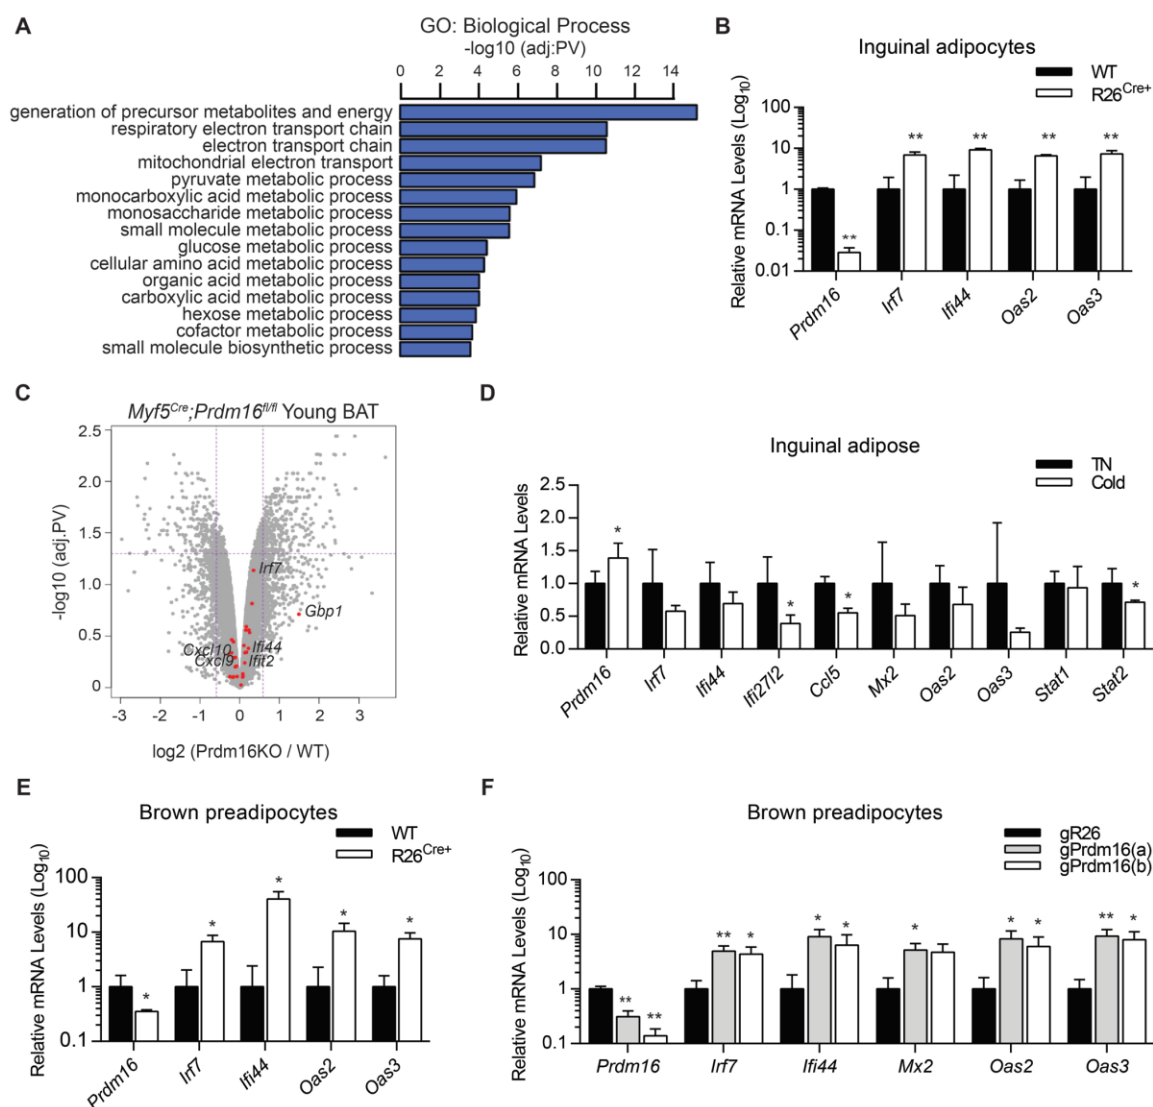 A
GO: Biological Process
-log10 (adj:PV)
0 2 4 6 8 10 12 14
generation of precursor metabolites and energy
respiratory electron transport chain
electron transport chain
mitochondrial electron transport
pyruvate metabolic process
monocarboxylic acid metabolic process
monosaccharide metabolic process
small molecule metabolic process
glucose metabolic process
cellular amino acid metabolic process
organic acid metabolic process
carboxylic acid metabolic process
hexose metabolic process
cofactor metabolic process
small molecule biosynthetic process
B
Inguinal adipocytes
WT
R26Cre+
Relative mRNA Levels (Log10)
100
10
1
0.1
0.01
** ** ** ** **
Prdm16 Irf7 Ifi44 Oas2 Oas3
C
Myf5Cre;Prdm16fl/fl Young BAT
-log10 (adj.PV)
2.5
2.0
1.5
1.0
0.5
0
Irf7
Gbp1
Cxcl10
Cxcl9
Ifi44
Ifit2
-3 -2 -1 0 1 2 3
log2 (Prdm16KO / WT)
D
Inguinal adipose
TN
Cold
Relative mRNA Levels
2.5
2.0
1.5
1.0
0.5
0.0
* * * *
Prdm16 Irf7 Ifi44 Ifi27l2 Ccl5 Mx2 Oas2 Oas3 Stat1 Stat2
E
Brown preadipocytes
WT
R26Cre+
Relative mRNA Levels (Log10)
100
10
1
0.1
* * * * *
Prdm16 Irf7 Ifi44 Oas2 Oas3
F
Brown preadipocytes
gR26
gPrdm16(a)
gPrdm16(b)
Relative mRNA Levels (Log10)
100
10
1
0.1
** ** ** * * * * * * ** *
Prdm16 Irf7 Ifi44 Mx2 Oas2 Oas3